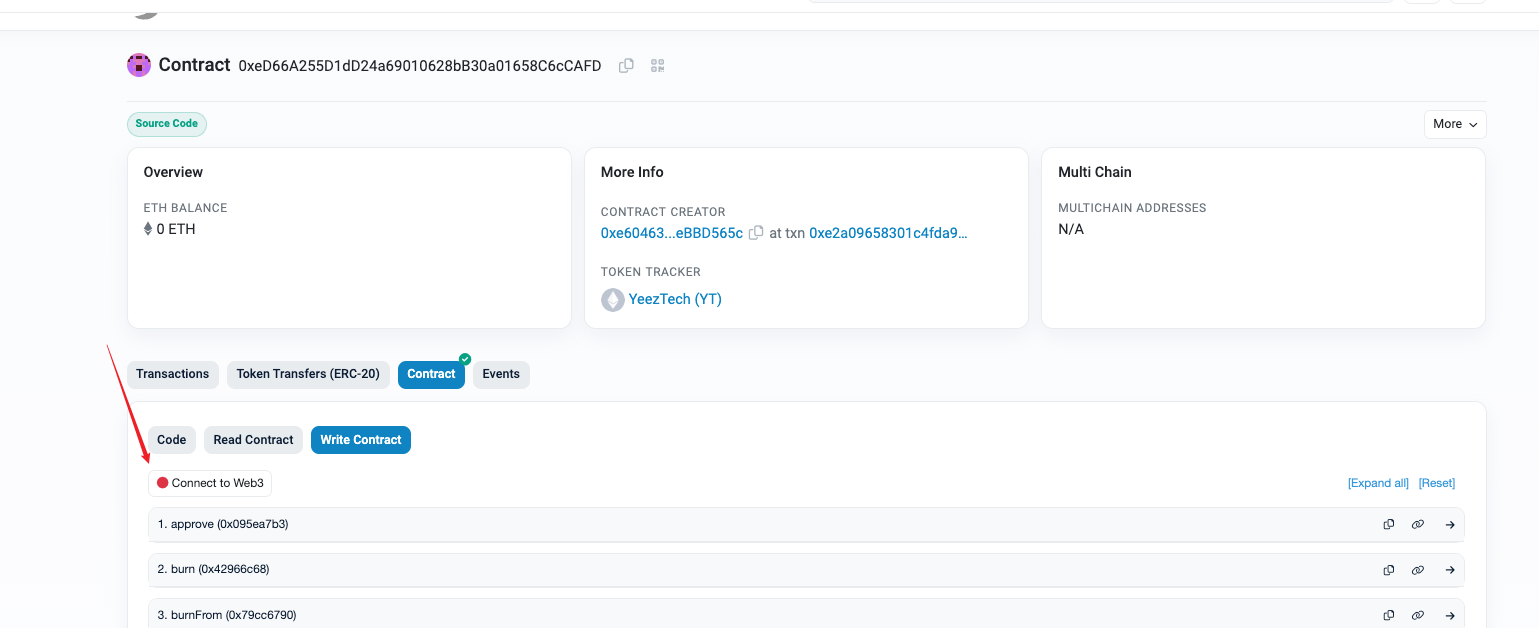 Contract 0xeD66A255D1dD24a69010628bB30a01658C6cCAFD
Source Code
More
Overview
ETH BALANCE
0 ETH
More Info
CONTRACT CREATOR
0xe60463...eBBD565c at txn 0xe2a09658301c4fda9...
TOKEN TRACKER
YeezTech (YT)
Multi Chain
MULTICHAIN ADDRESSES
N/A
Transactions Token Transfers (ERC-20) Contract Events
Code Read Contract Write Contract
Connect to Web3 [Expand all] [Reset]
1. approve (0x095ea7b3)
2. burn (0x42966c68)
3. burnFrom (0x79cc6790)